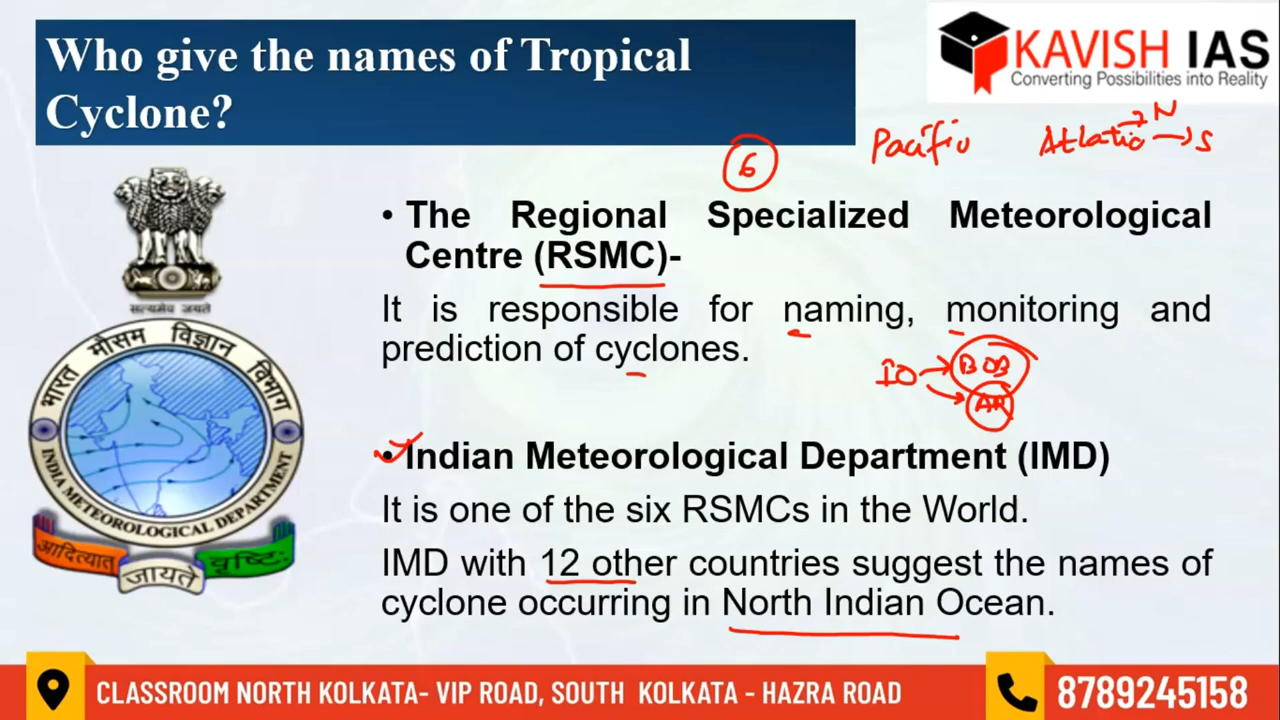 Who give the names of Tropical
Cyclone?
KAVISH IAS
Converting Possibilities into Reality
6
Pacific
Atlatic → N
→ S
• The Regional Specialized Meteorological
Centre (RSMC)-
It is responsible for naming, monitoring and
prediction of cyclones.
IO → BOB
→ AR
• Indian Meteorological Department (IMD)
It is one of the six RSMCs in the World.
IMD with 12 other countries suggest the names of
cyclone occurring in North Indian Ocean.
सत्यमेव जयते
भारत मौसम विज्ञान विभाग
INDIA METEOROLOGICAL DEPARTMENT
आदित्यात्
जायते
वृष्टिः
CLASSROOM NORTH KOLKATA- VIP ROAD, SOUTH KOLKATA - HAZRA ROAD
8789245158